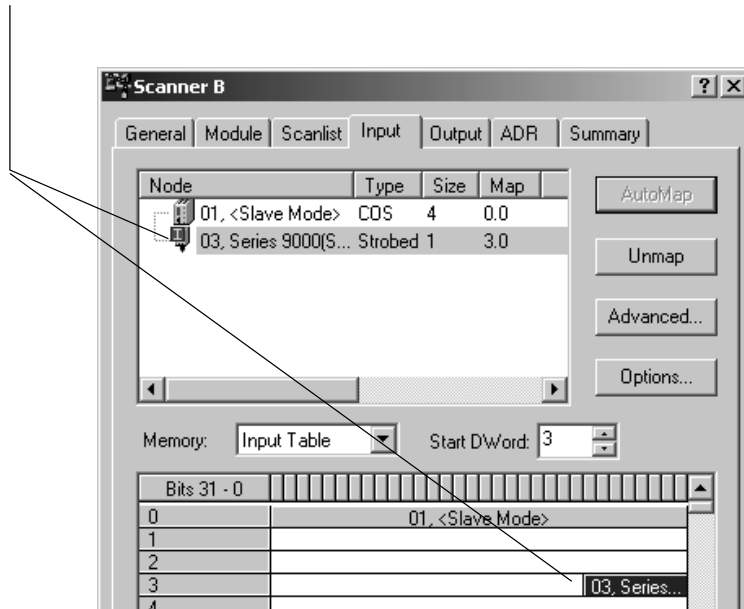 Scanner B
General Module Scanlist Input Output ADR Summary
Node Type Size Map
AutoMap
01, <Slave Mode> COS 4 0.0
03, Series 9000(S... Strobed 1 3.0
Unmap
Advanced...
Options...
Memory: Input Table Start DWord: 3
Bits 31 - 0
0 01, <Slave Mode>
1
2
3 03, Series...
4